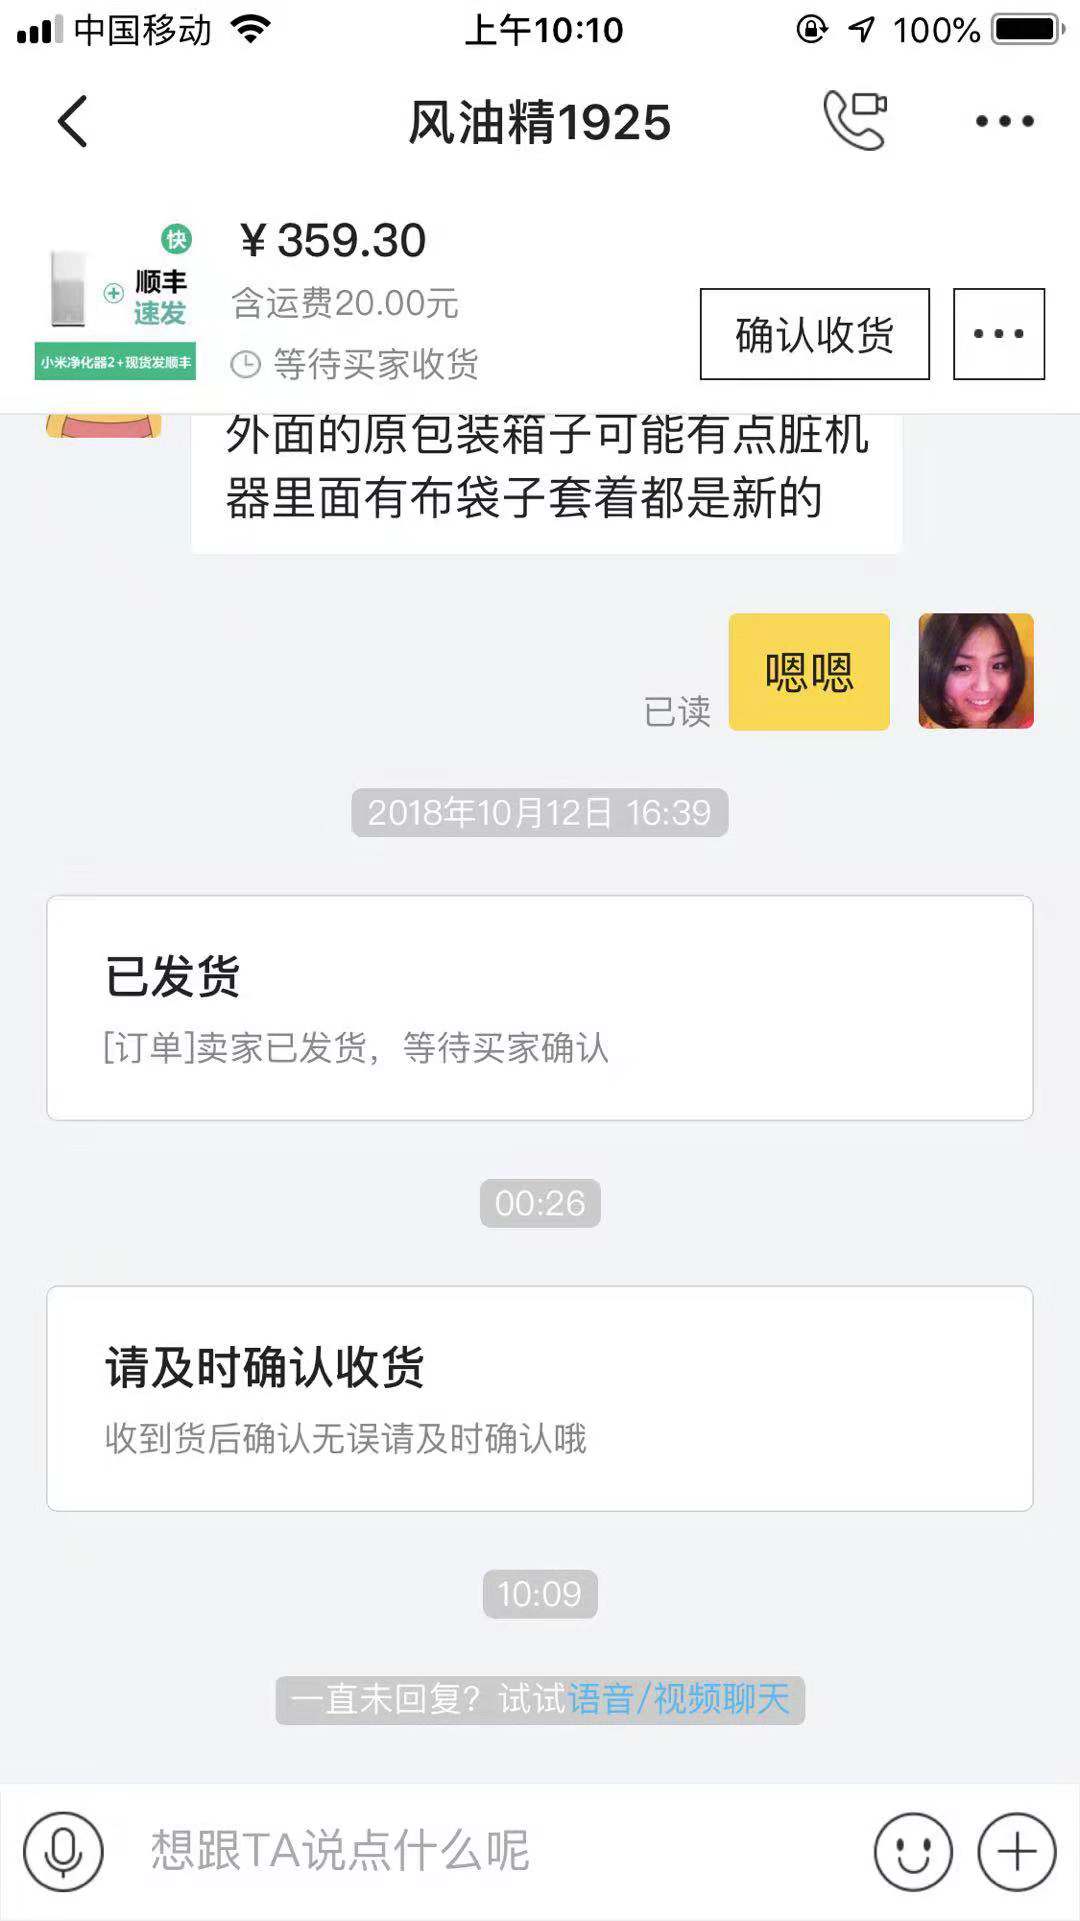 中国移动 上午10:10 100%
风油精1925
快
顺丰
速发
小米净化器2+现货发顺丰
¥359.30
含运费20.00元
等待买家收货
确认收货
外面的原包装箱子可能有点脏机
器里面有布袋子套着都是新的
嗯嗯
已读
2018年10月12日 16:39
已发货
[订单]卖家已发货，等待买家确认
00:26
请及时确认收货
收到货后确认无误请及时确认哦
10:09
一直未回复？试试语音/视频聊天
想跟TA说点什么呢